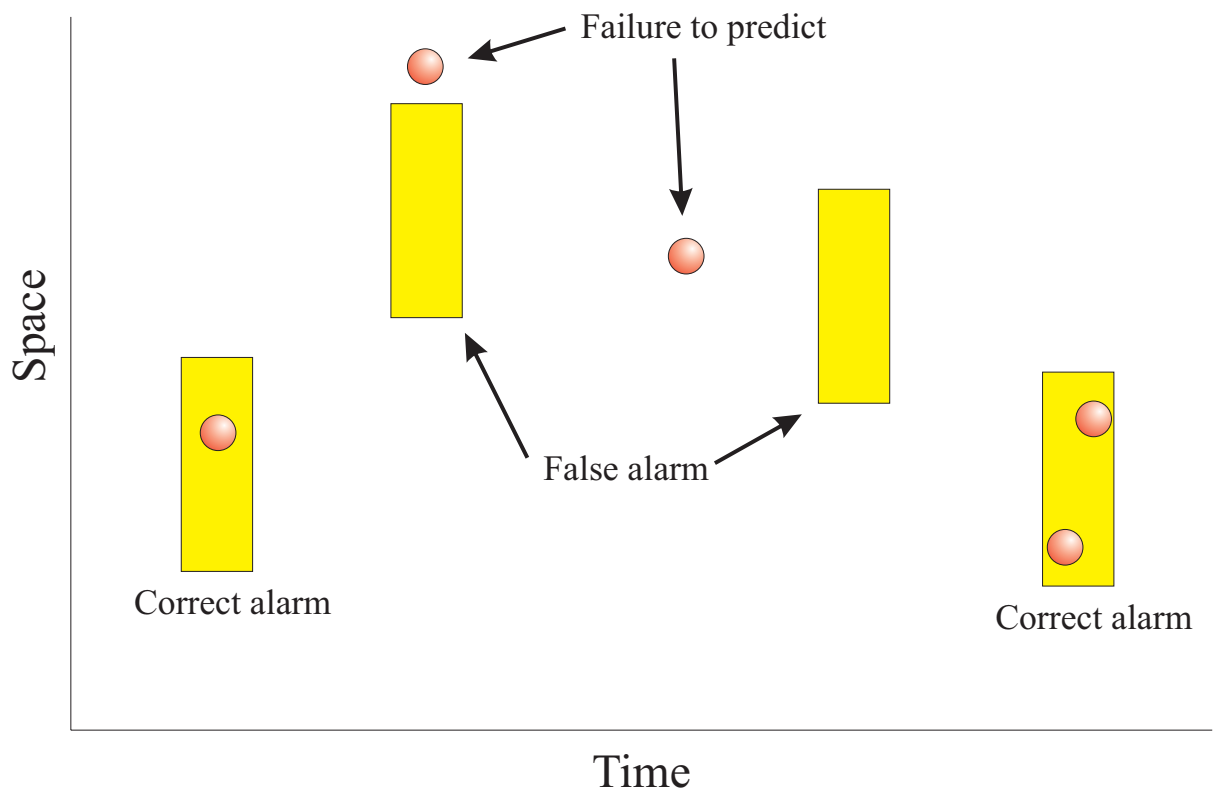 Failure to predict
Space
False alarm
Correct alarm
Correct alarm
Time